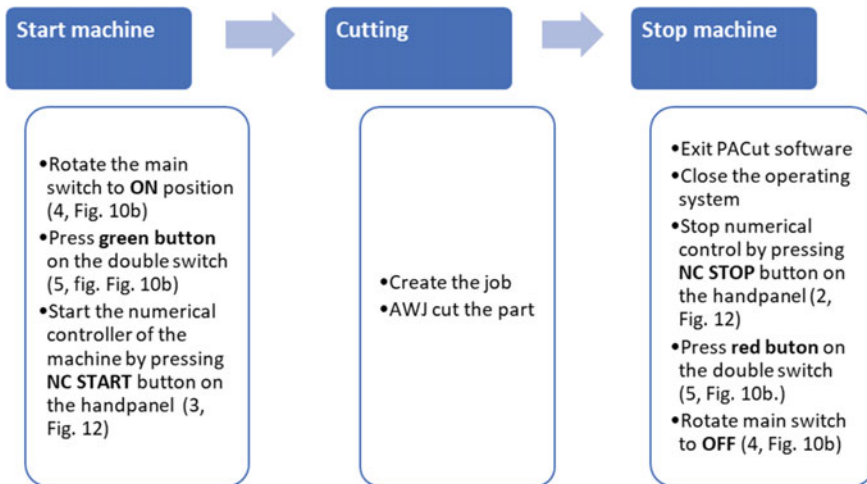 Start machine
Cutting
Stop machine
•Rotate the main
switch to ON position
(4, Fig. 10b)
•Press green button
on the double switch
(5, fig. Fig. 10b)
•Start the numerical
controller of the
machine by pressing
NC START button on
the handpanel (3,
Fig. 12)
•Create the job
•AWJ cut the part
•Exit PACut software
•Close the operating
system
•Stop numerical
control by pressing
NC STOP button on
the handpanel (2,
Fig. 12)
•Press red buton on
the double switch
(5, Fig. 10b.)
•Rotate main switch
to OFF (4, Fig. 10b)